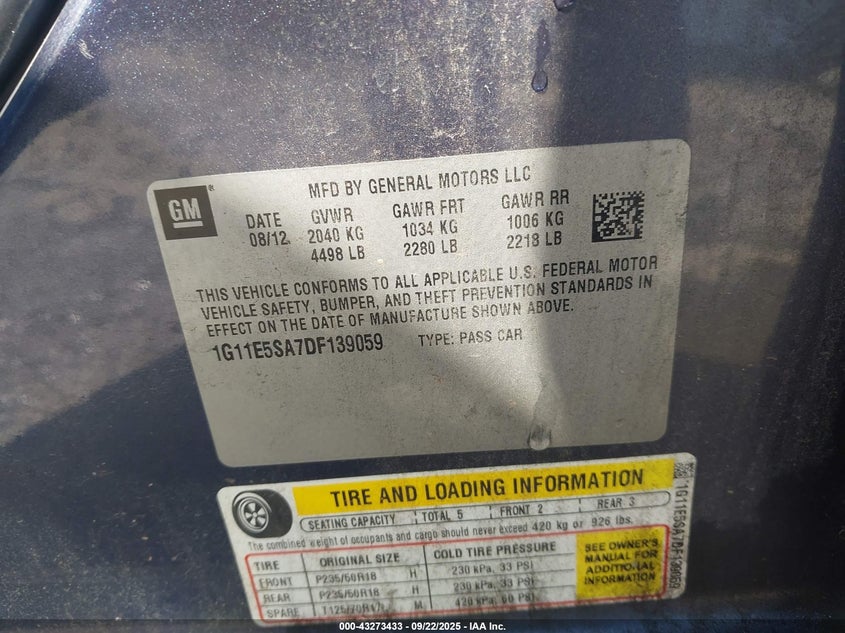 GM
MFD BY GENERAL MOTORS LLC
DATE GVWR GAWR FRT GAWR RR
08/12 2040 KG 1034 KG 1006 KG
4498 LB 2280 LB 2218 LB
THIS VEHICLE CONFORMS TO ALL APPLICABLE U.S. FEDERAL MOTOR
VEHICLE SAFETY, BUMPER, AND THEFT PREVENTION STANDARDS IN
EFFECT ON THE DATE OF MANUFACTURE SHOWN ABOVE.
1G11E5SA7DF139059 TYPE: PASS CAR
TIRE AND LOADING INFORMATION
SEATING CAPACITY TOTAL 5 FRONT 2 REAR 3
The combined weight of occupants and cargo should never exceed 420 kg or 926 lbs.
TIRE ORIGINAL SIZE COLD TIRE PRESSURE
FRONT P235/50R18 H 230 kPa, 33 PSI
REAR P235/50R18 H 230 kPa, 33 PSI
SPARE T125/70R17 M 420 kPa, 60 PSI
SEE OWNER'S
MANUAL FOR
ADDITIONAL
INFORMATION
1G11E5SA7DF139059
000-43273433 - 09/22/2025 - IAA Inc.